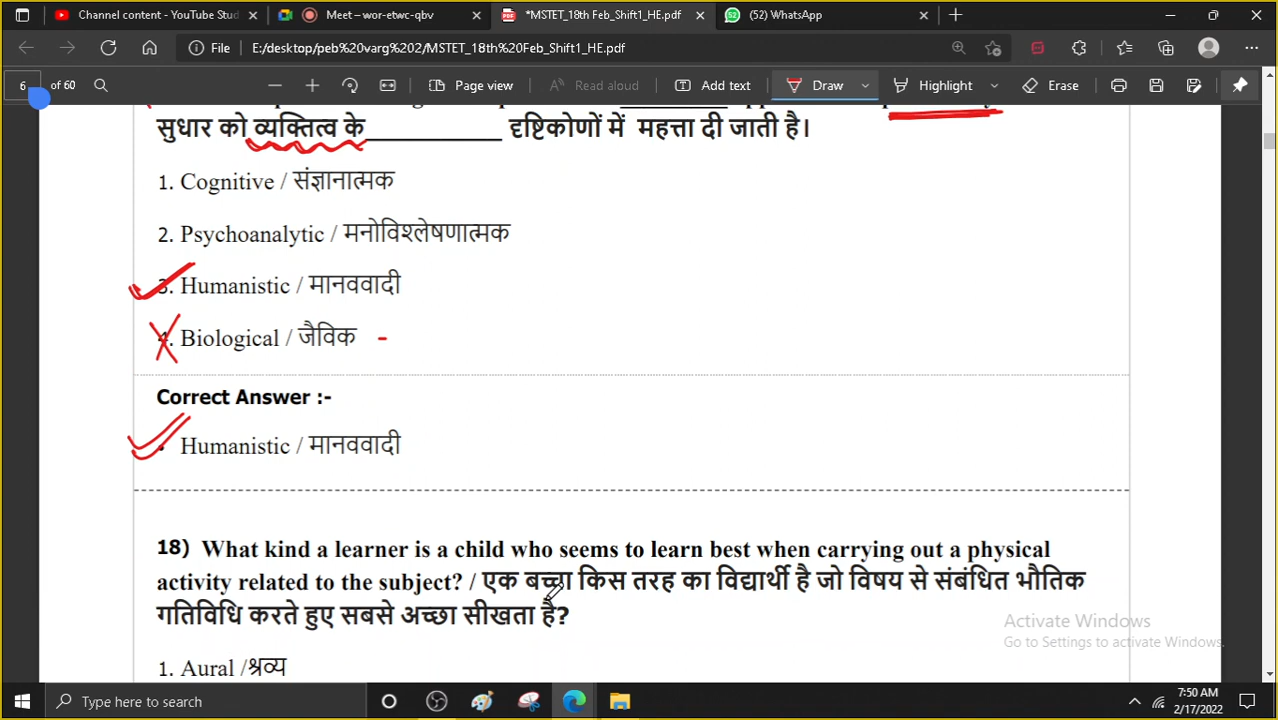 Channel content - YouTube Stud
Meet – wor-etwc-qbv
*MSTET_18th Feb_Shift1_HE.pdf
(52) WhatsApp
File
E:/desktop/peb%20varg%202/MSTET_18th%20Feb_Shift1_HE.pdf
6
of 60
Page view
Read aloud
Add text
Draw
Highlight
Erase
सुधार को व्यक्तित्व के____________ दृष्टिकोणों में महत्ता दी जाती है।
1. Cognitive / संज्ञानात्मक
2. Psychoanalytic / मनोविश्लेषणात्मक
3. Humanistic / मानववादी
4. Biological / जैविक
Correct Answer :-
• Humanistic / मानववादी
18) What kind a learner is a child who seems to learn best when carrying out a physical
activity related to the subject? / एक बच्चा किस तरह का विद्यार्थी है जो विषय से संबंधित भौतिक
गतिविधि करते हुए सबसे अच्छा सीखता है?
1. Aural /श्रव्य
Activate Windows
Go to Settings to activate Windows.
Type here to search
7:50 AM
2/17/2022